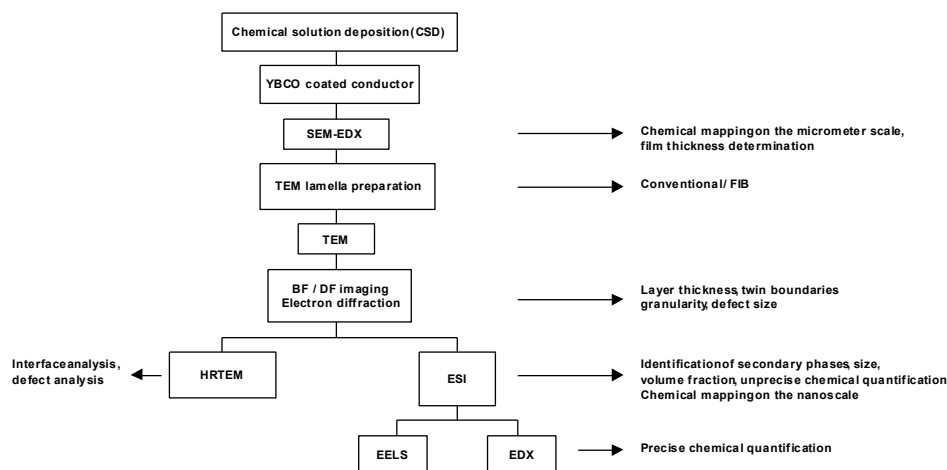 Chemical solution deposition(CSD)
YBCO coated conductor
SEM-EDX
Chemical mappingon the micrometer scale,
film thickness determination
TEM lamella preparation
Conventional/ FIB
TEM
BF / DF imaging
Electron diffraction
Layer thickness, twin boundaries
granularity, defect size
Interfaceanalysis,
defect analysis
HRTEM
ESI
Identificationof secondary phases, size,
volume fraction, unprecise chemical quantification
Chemical mappingon the nanoscale
EELS
EDX
Precise chemical quantification